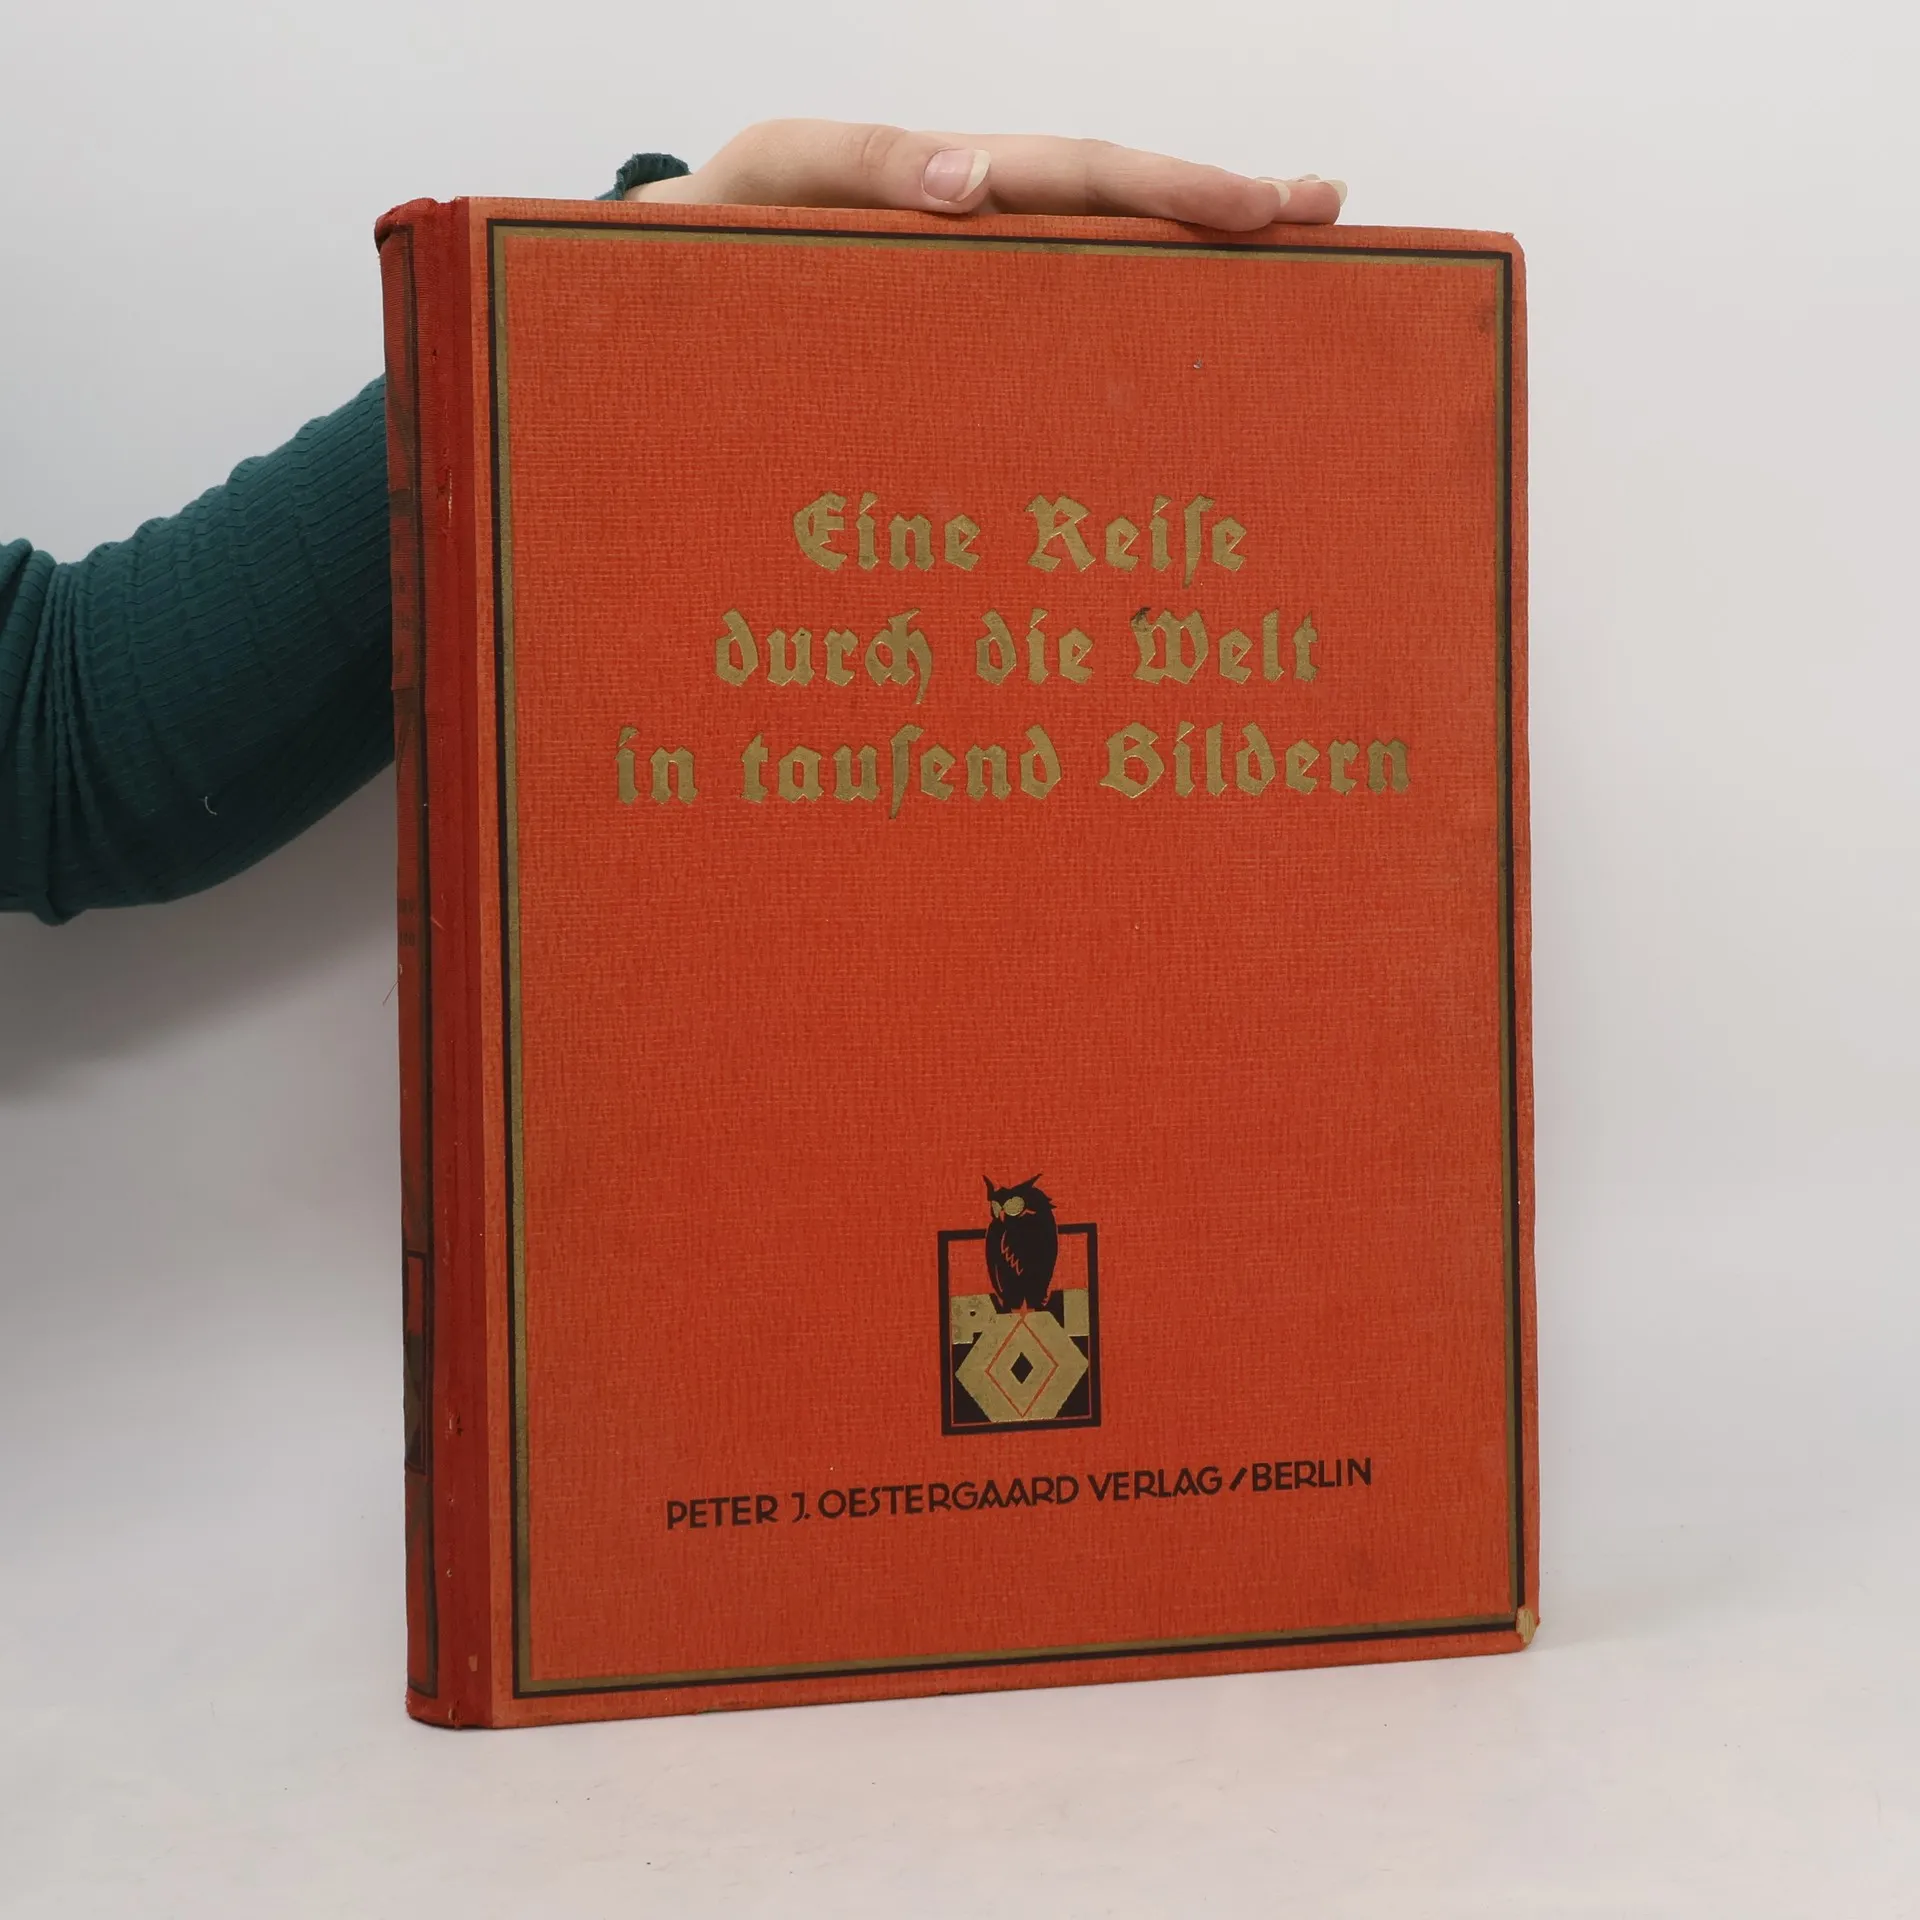 Eine Reiſe
durch die Welt
in tauſend Bildern
P J
O
PETER J. OESTERGAARD VERLAG/BERLIN